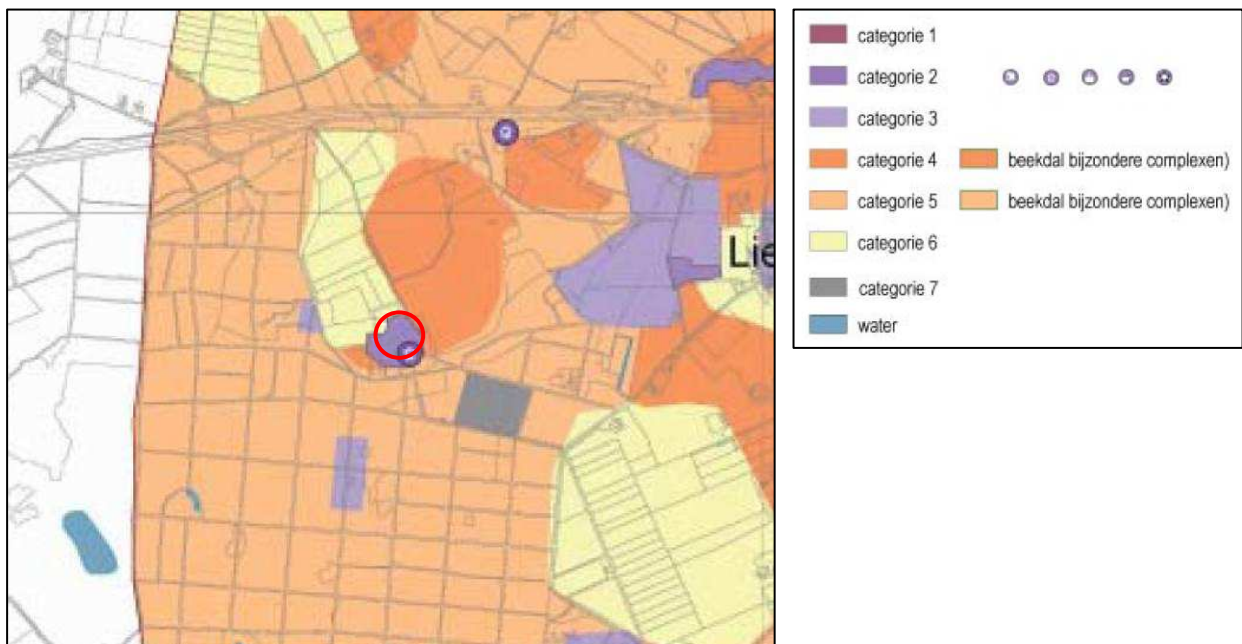 Lie
categorie 1
categorie 2
categorie 3
categorie 4
beekdal bijzondere complexen)
categorie 5
beekdal bijzondere complexen)
categorie 6
categorie 7
water